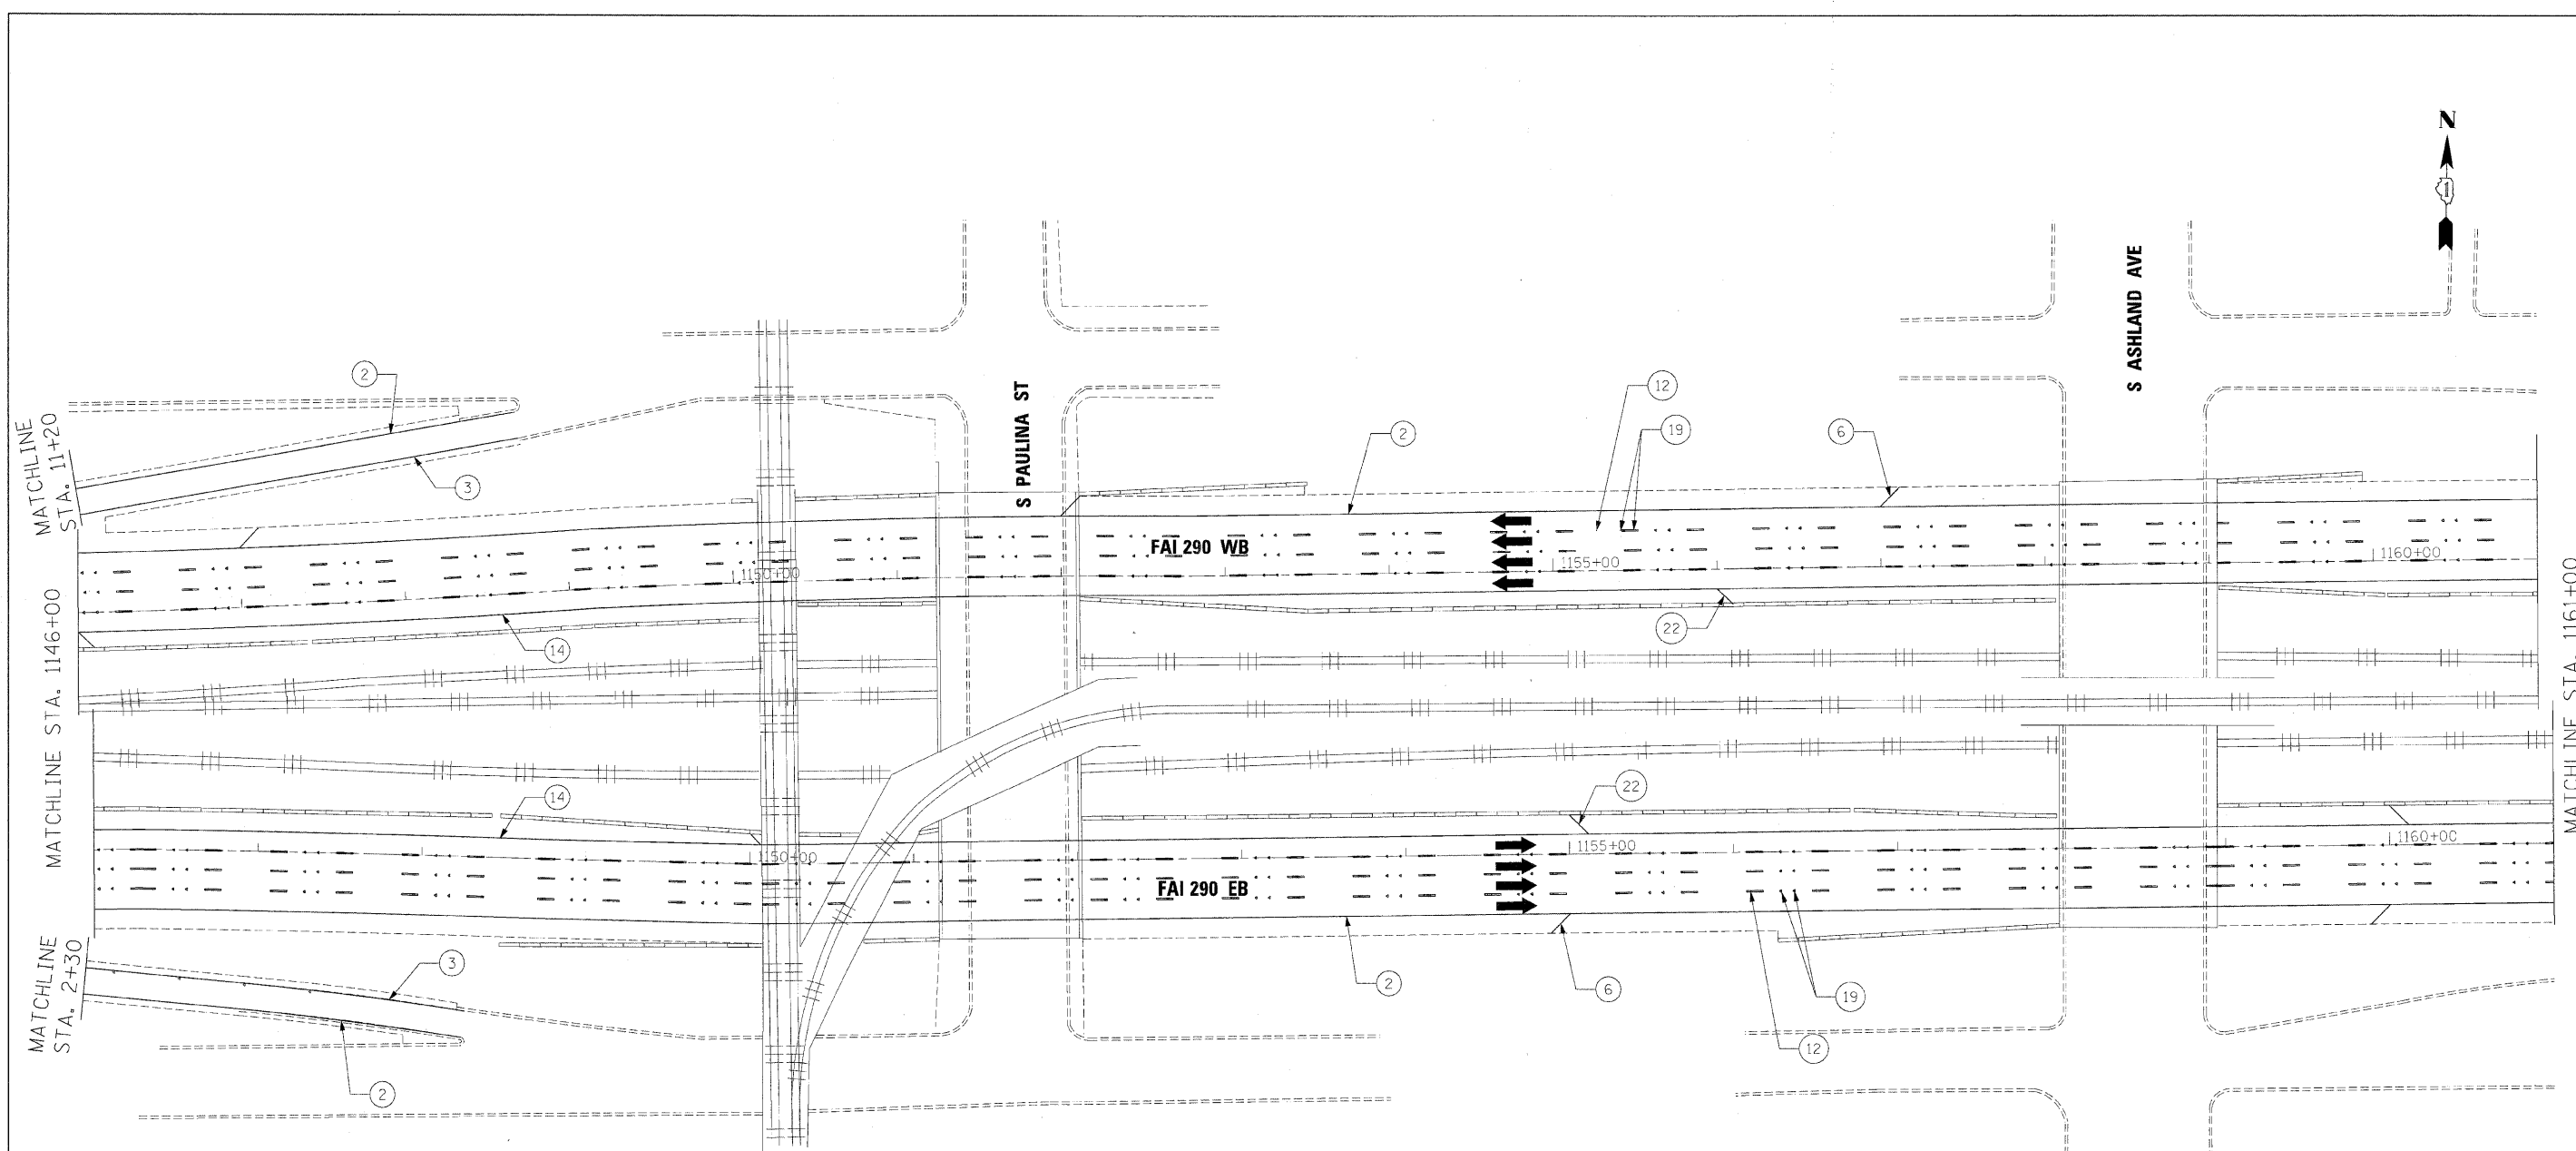 N
S ASHLAND AVE
S PAULINA ST
2
12
19
2
6
3
MATCHLINE
STA. 11+20
FAI 290 WB
1150+00
1155+00
1160+00
14
22
MATCHLINE STA. 1146+00
MATCHLINE STA. 1161+00
14
22
1150+00
1155+00
1160+00
FAI 290 EB
MATCHLINE
STA. 2+30
3
2
6
19
12
2